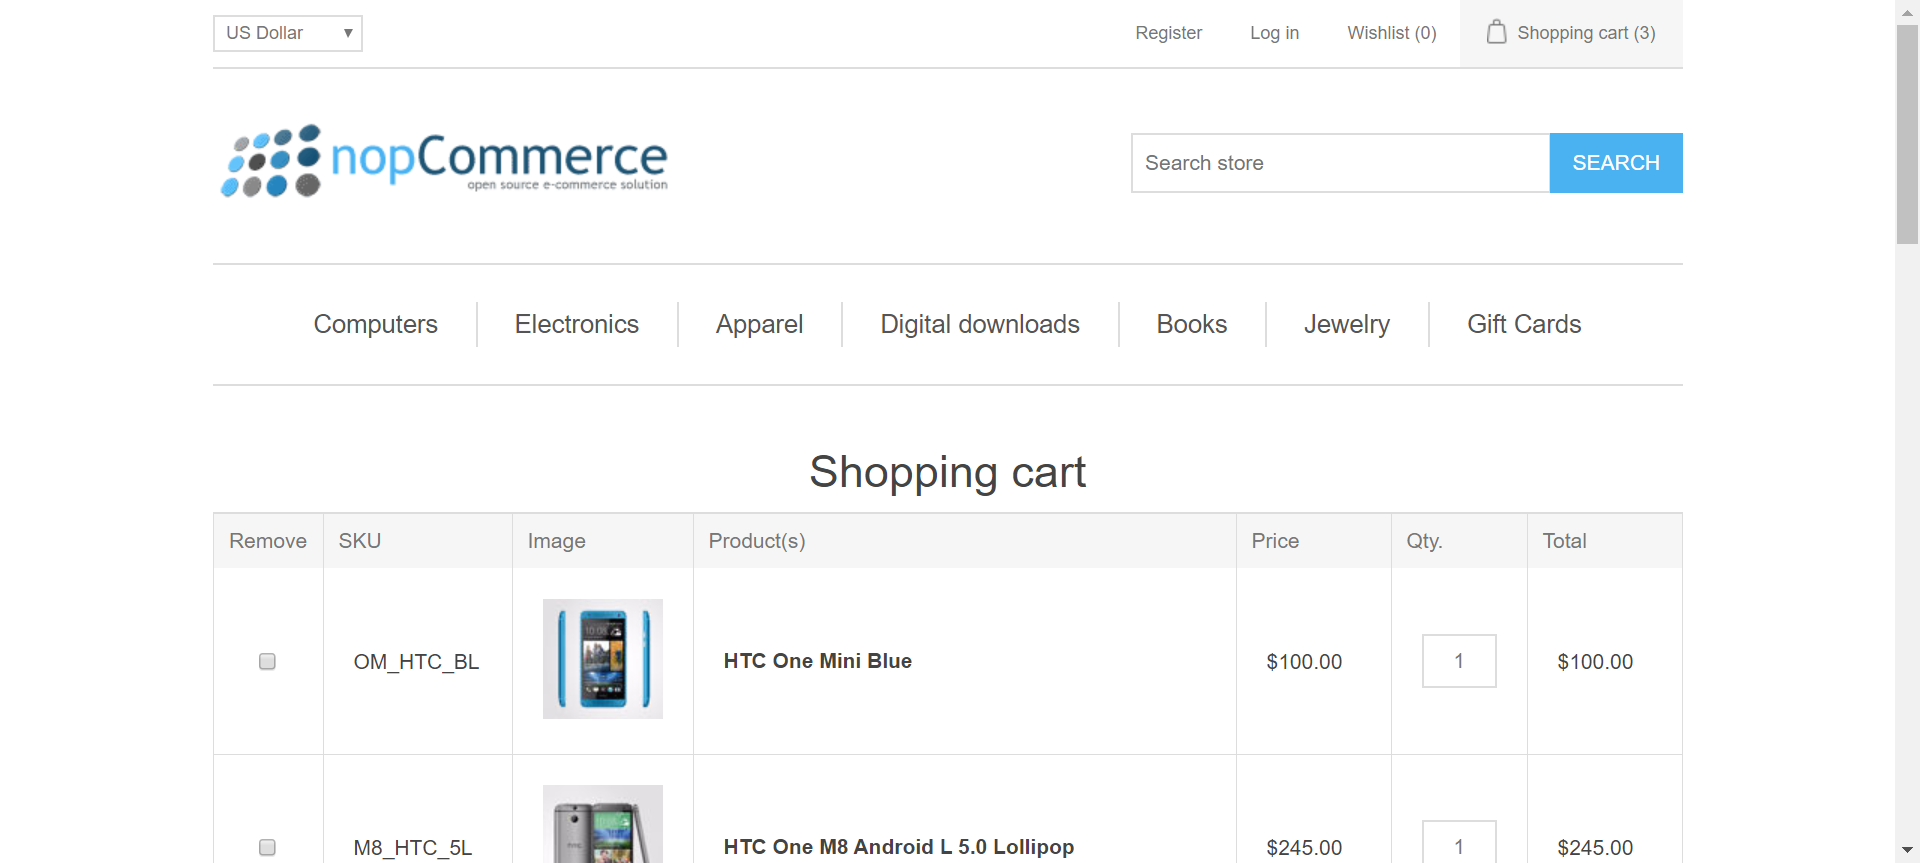 US Dollar ▼ Register Log in Wishlist (0) Shopping cart (3)
nopCommerce
open source e-commerce solution
Search store SEARCH
Computers Electronics Apparel Digital downloads Books Jewelry Gift Cards
Shopping cart
Remove SKU Image Product(s) Price Qty. Total
OM_HTC_BL HTC One Mini Blue $100.00 1 $100.00
M8_HTC_5L HTC One M8 Android L 5.0 Lollipop $245.00 1 $245.00